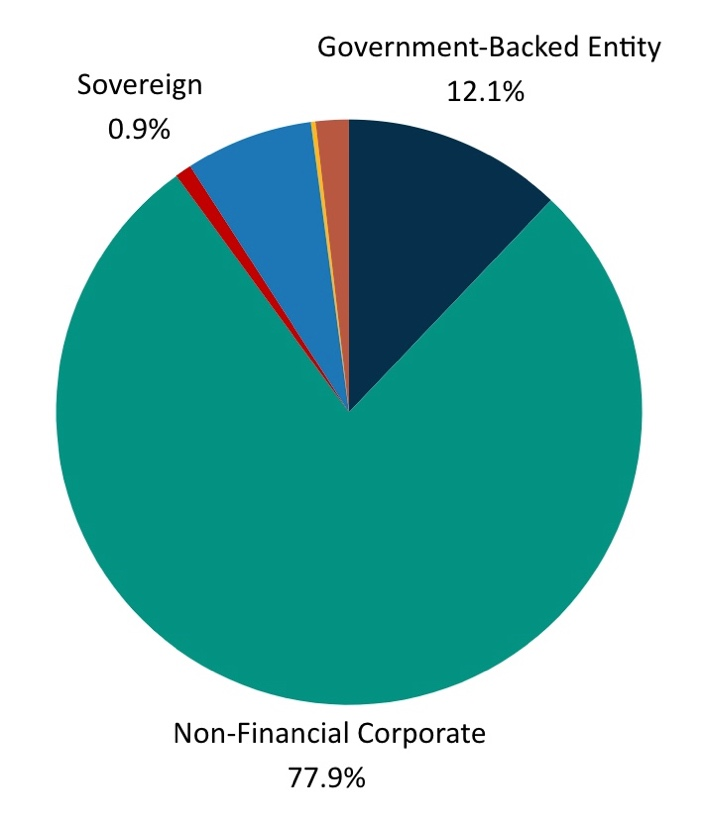 Government-Backed Entity
12.1%
Sovereign
0.9%
Non-Financial Corporate
77.9%